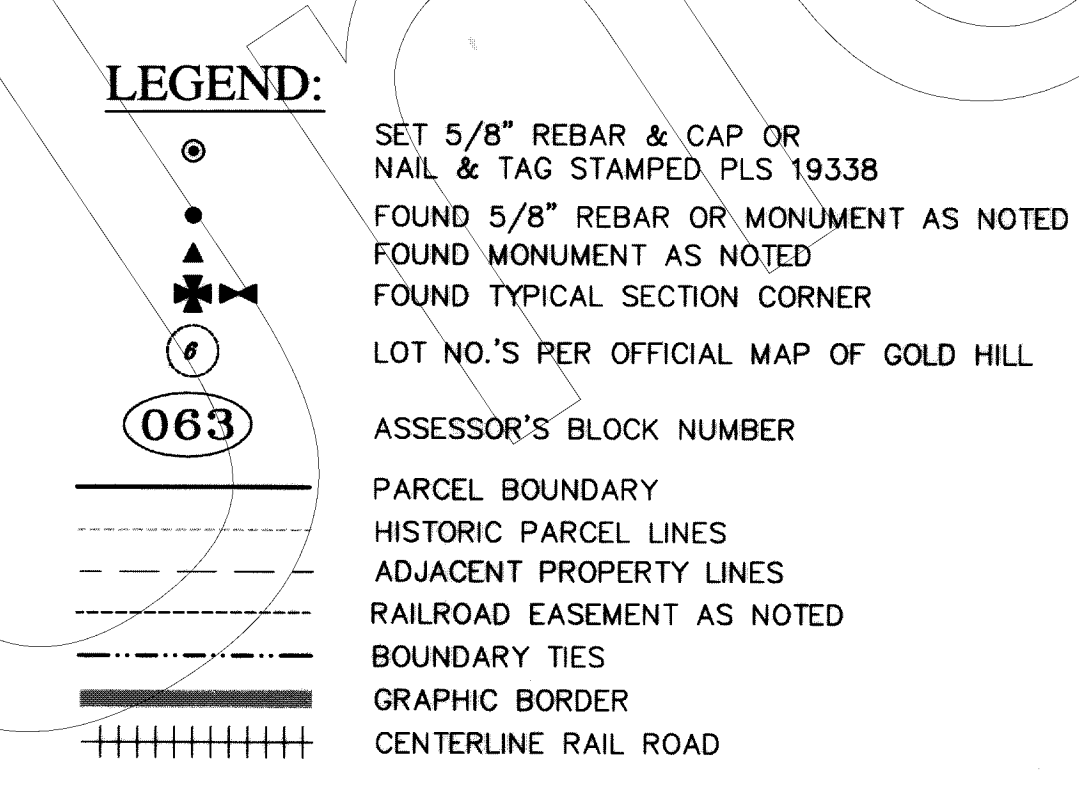 LEGEND:
SET 5/8" REBAR & CAP OR
NAIL & TAG STAMPED PLS 19338
FOUND 5/8" REBAR OR MONUMENT AS NOTED
FOUND MONUMENT AS NOTED
FOUND TYPICAL SECTION CORNER
6 LOT NO.'S PER OFFICIAL MAP OF GOLD HILL
063 ASSESSOR'S BLOCK NUMBER
PARCEL BOUNDARY
HISTORIC PARCEL LINES
ADJACENT PROPERTY LINES
RAILROAD EASEMENT AS NOTED
BOUNDARY TIES
GRAPHIC BORDER
CENTERLINE RAIL ROAD